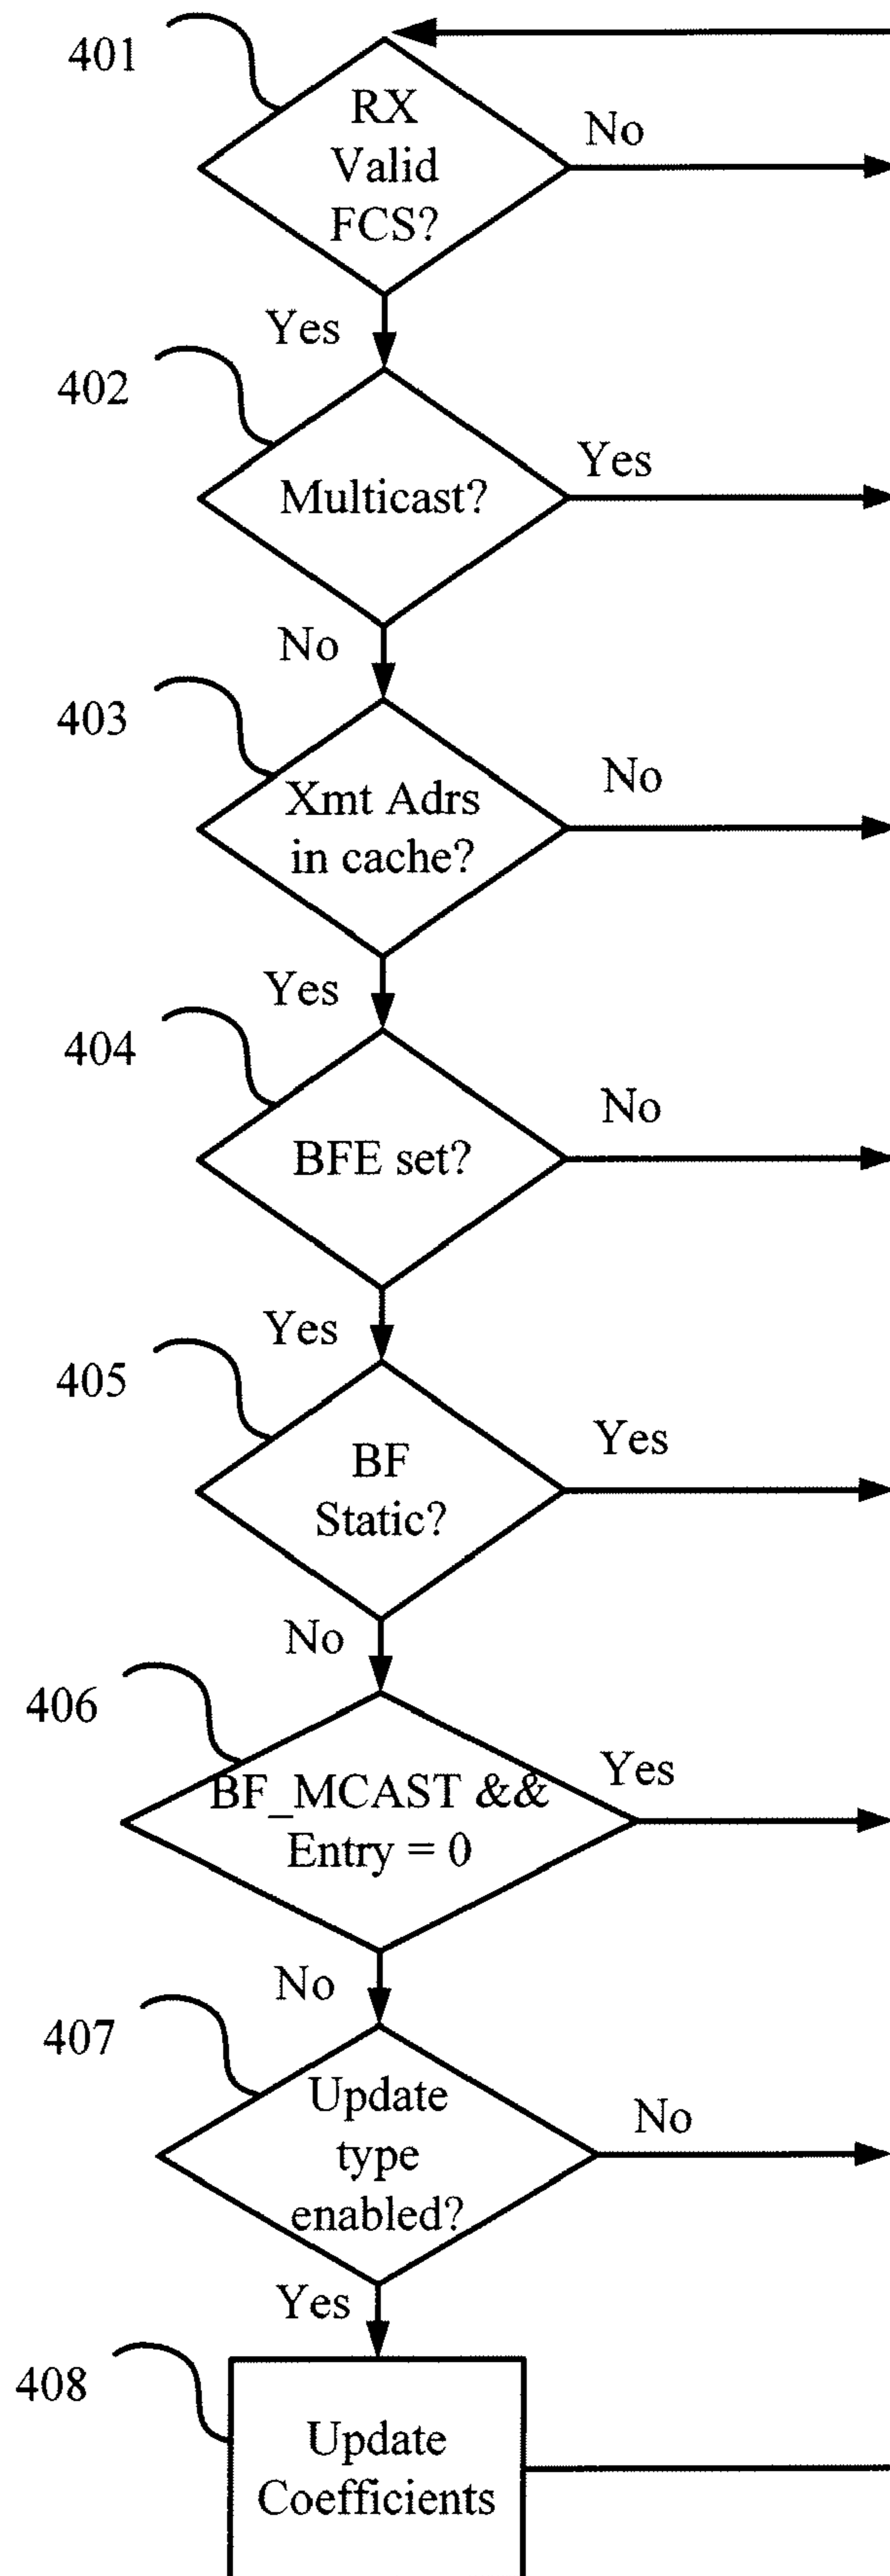 401
RX
Valid
FCS?
No
Yes
402
Multicast?
Yes
No
403
Xmt Adrs
in cache?
No
Yes
404
BFE set?
No
Yes
405
BF
Static?
Yes
No
406
BF_MCAST &&
Entry = 0
Yes
No
407
Update
type
enabled?
No
Yes
408
Update
Coefficients